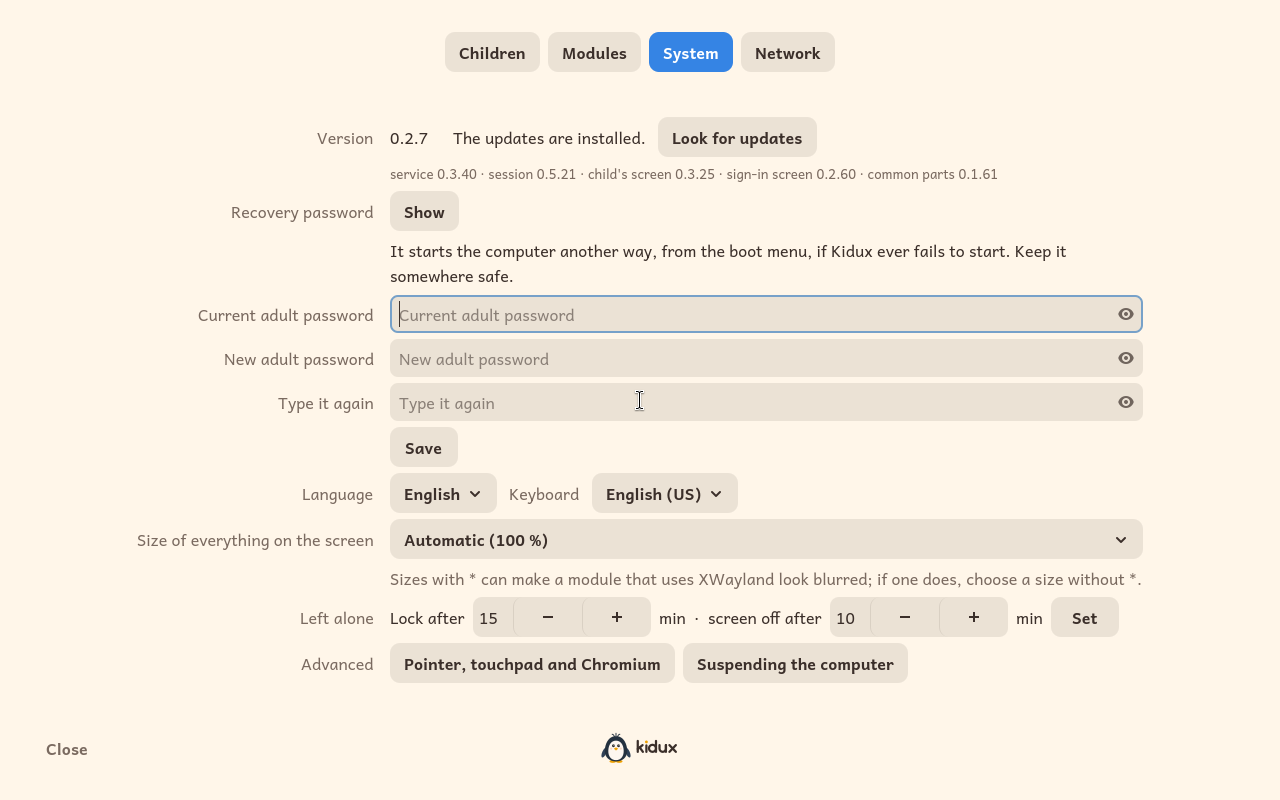 Children Modules System Network
Version 0.2.7 The updates are installed. Look for updates
service 0.3.40 · session 0.5.21 · child's screen 0.3.25 · sign-in screen 0.2.60 · common parts 0.1.61
Recovery password Show
It starts the computer another way, from the boot menu, if Kidux ever fails to start. Keep it
somewhere safe.
Current adult password Current adult password
New adult password New adult password
Type it again Type it again
Save
Language English Keyboard English (US)
Size of everything on the screen Automatic (100 %)
Sizes with * can make a module that uses XWayland look blurred; if one does, choose a size without *.
Left alone Lock after 15 − + min · screen off after 10 − + min Set
Advanced Pointer, touchpad and Chromium Suspending the computer
Close kidux